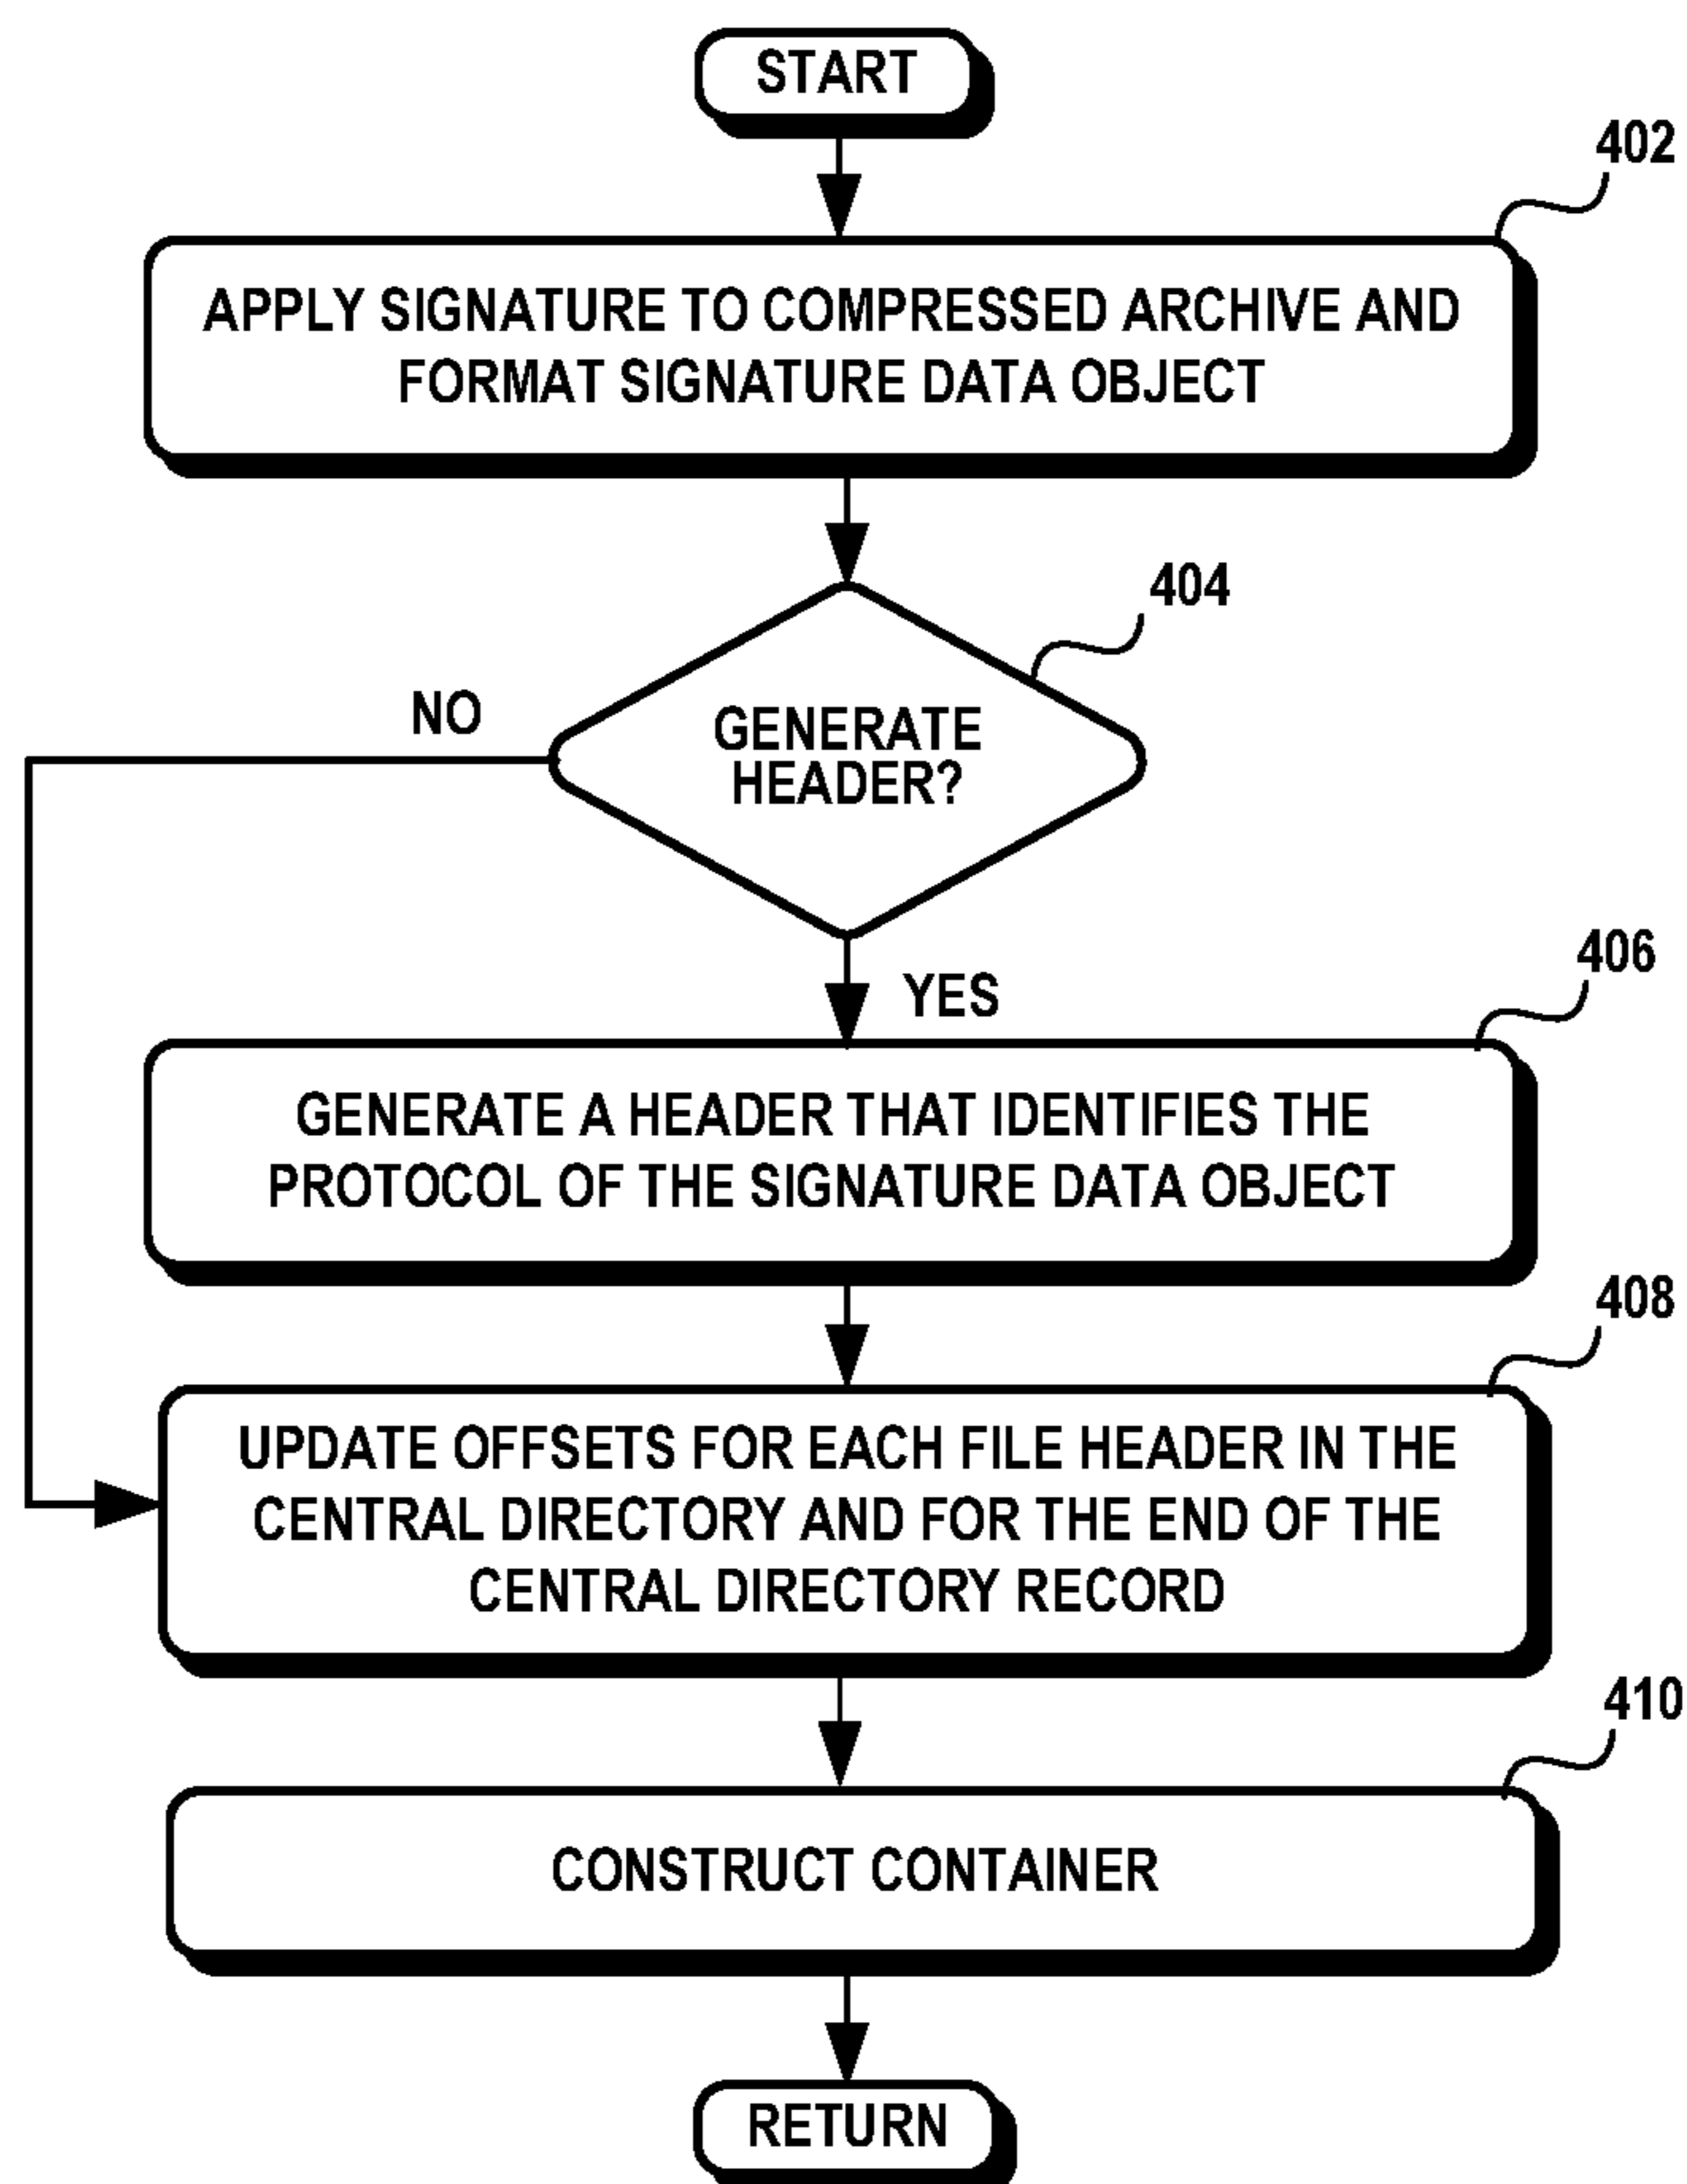 START
402
APPLY SIGNATURE TO COMPRESSED ARCHIVE AND
FORMAT SIGNATURE DATA OBJECT
404
NO
GENERATE
HEADER?
YES
406
GENERATE A HEADER THAT IDENTIFIES THE
PROTOCOL OF THE SIGNATURE DATA OBJECT
408
UPDATE OFFSETS FOR EACH FILE HEADER IN THE
CENTRAL DIRECTORY AND FOR THE END OF THE
CENTRAL DIRECTORY RECORD
410
CONSTRUCT CONTAINER
RETURN